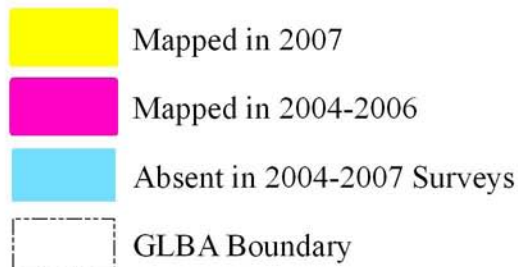 Mapped in 2007
Mapped in 2004-2006
Absent in 2004-2007 Surveys
GLBA Boundary